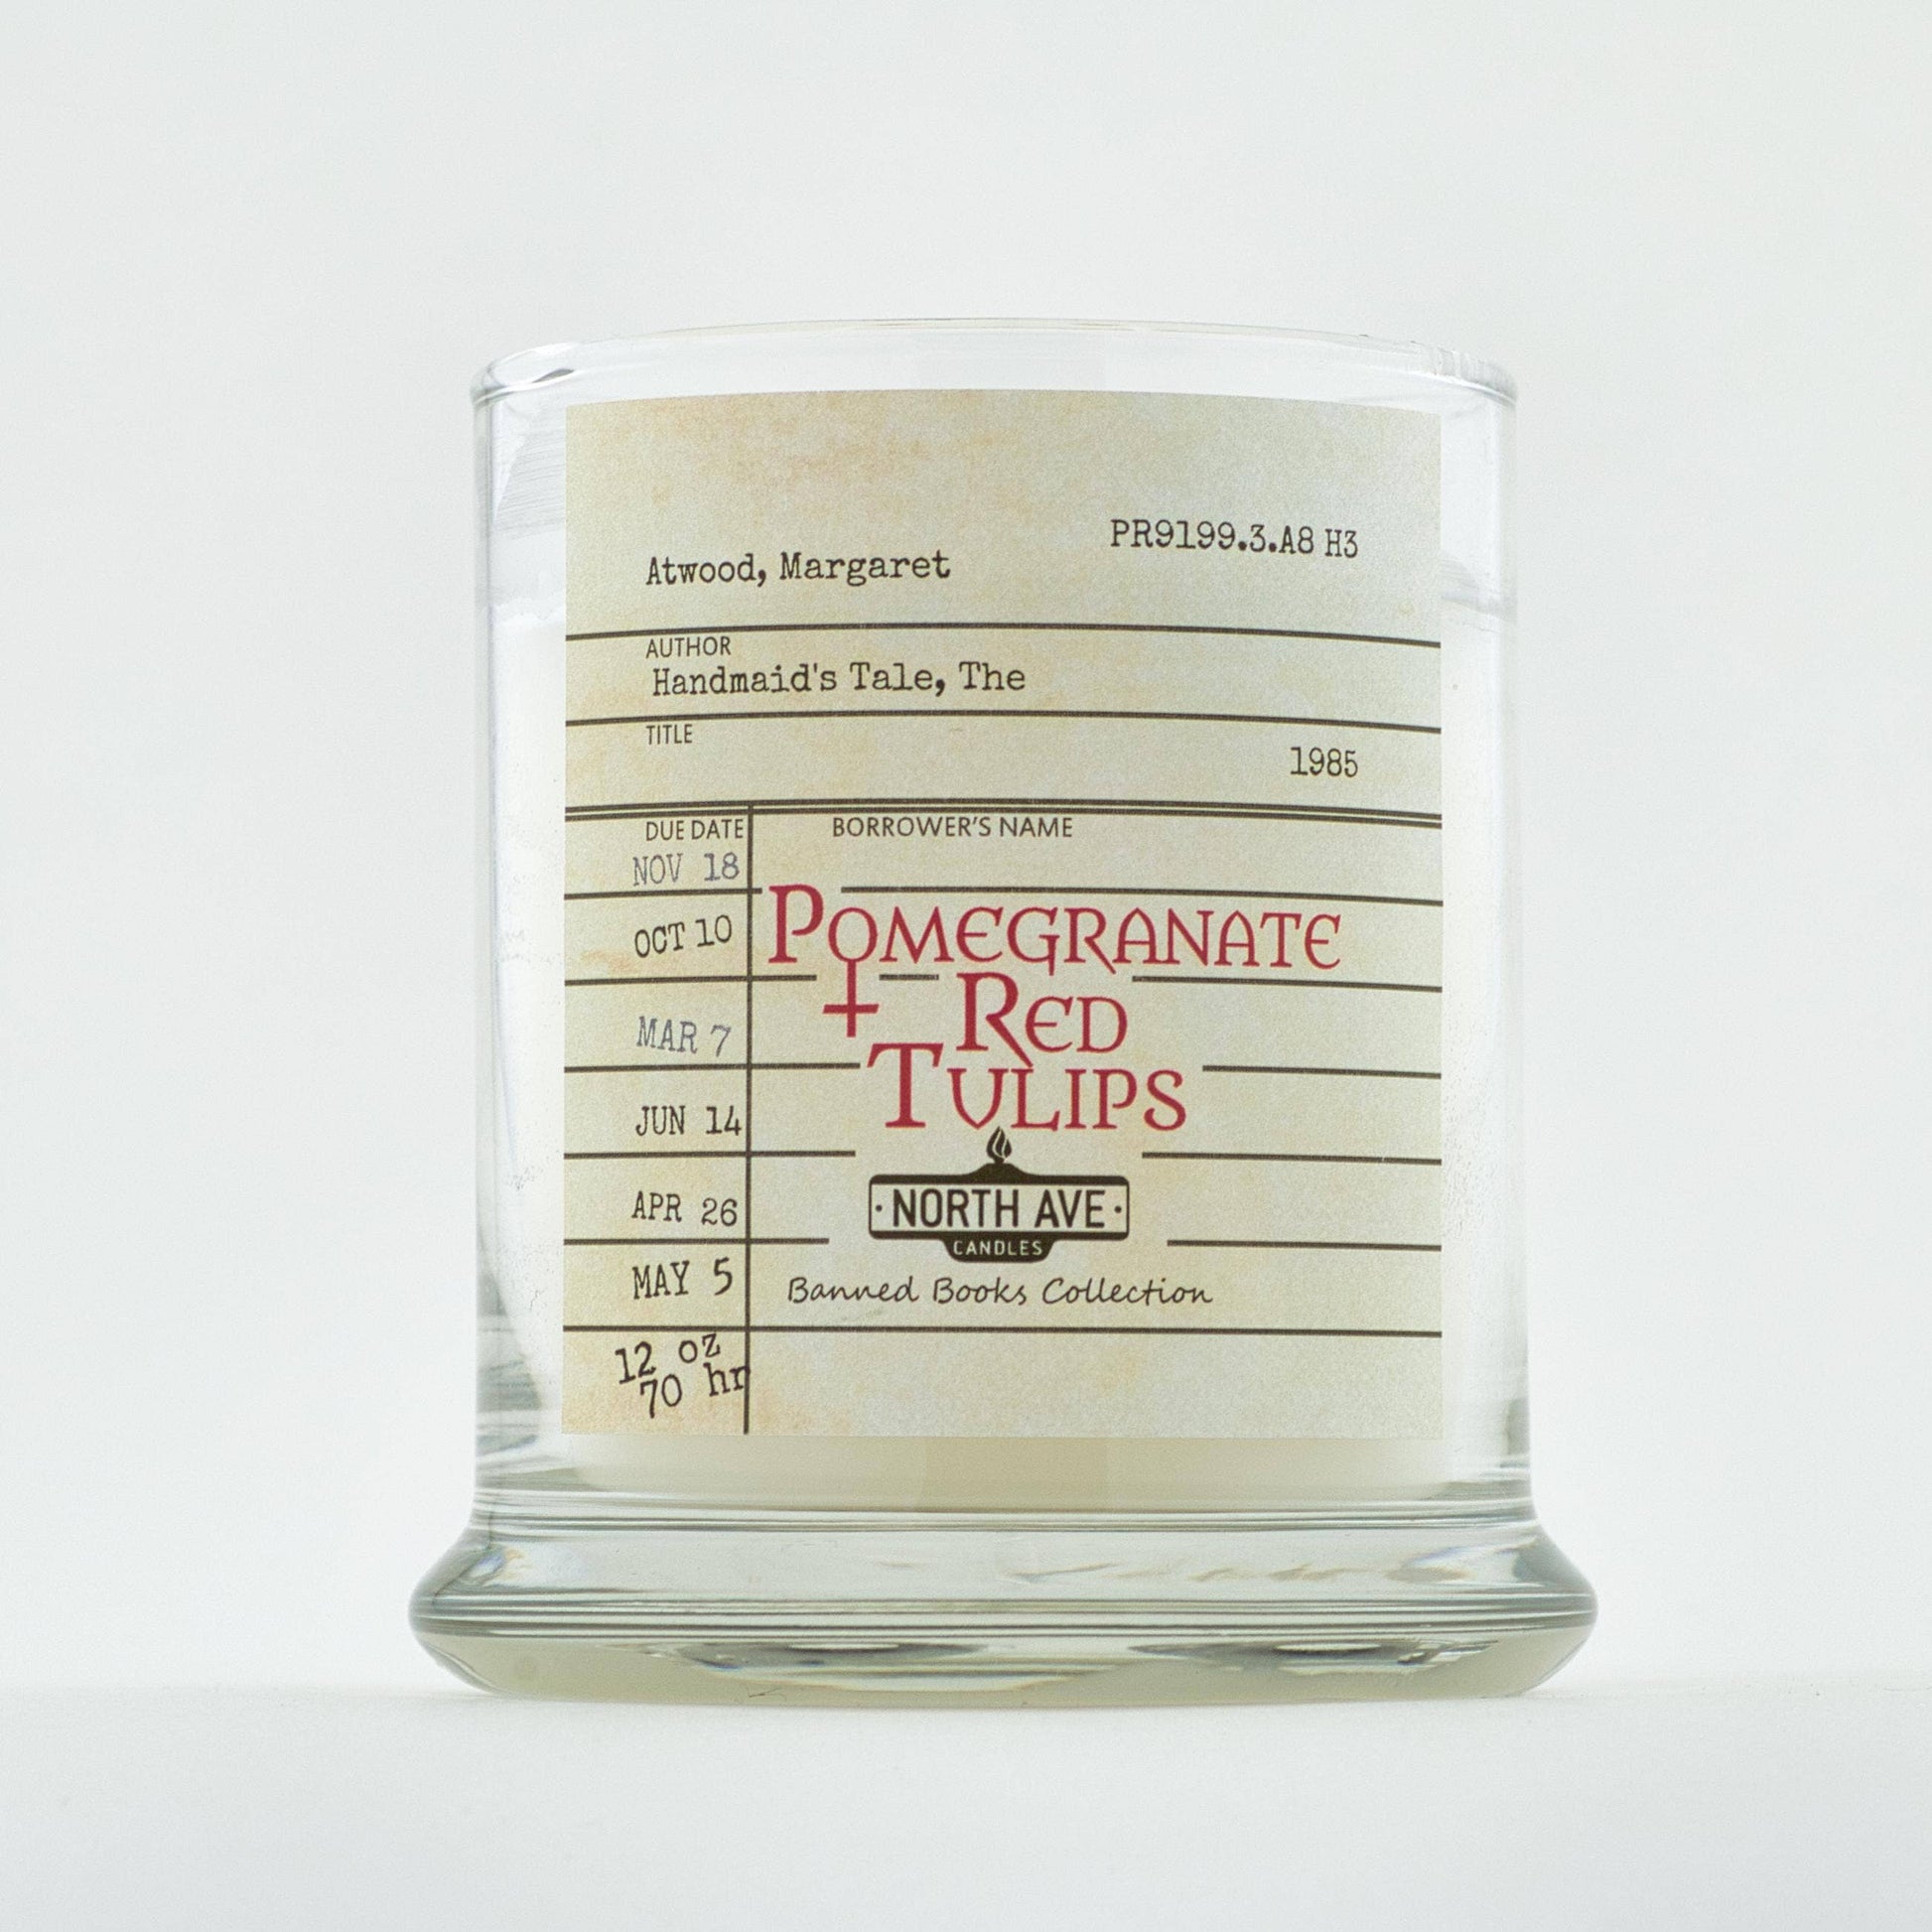 PR9199.3.A8 H3
Atwood, Margaret
AUTHOR
Handmaid's Tale, The
TITLE
1985
DUE DATE BORROWER'S NAME
NOV 18
OCT 10
MAR 7
JUN 14
APR 26
MAY 5
12 oz
70 hr
POMEGRANATE
+ RED
TULIPS
·NORTH AVE·
CANDLES
Banned Books Collection